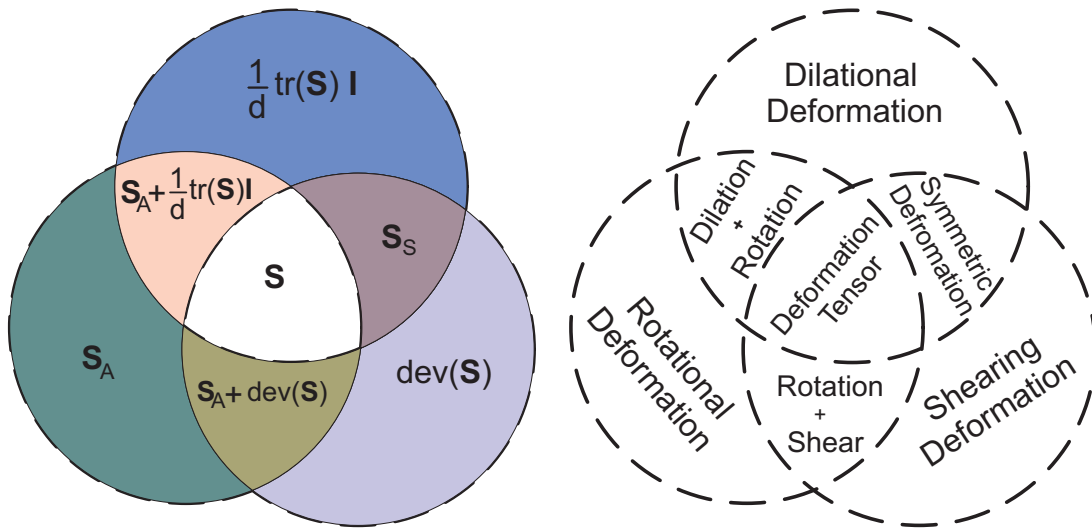 1/d tr(S) I
S_A + 1/d tr(S)I
S_S
S
S_A
S_A + dev(S)
dev(S)
Dilational
Deformation
Dilation
+
Rotation
Symmetric
Defromation
Deformation
Tensor
Rotational
Deformation
Rotation
+
Shear
Shearing
Deformation